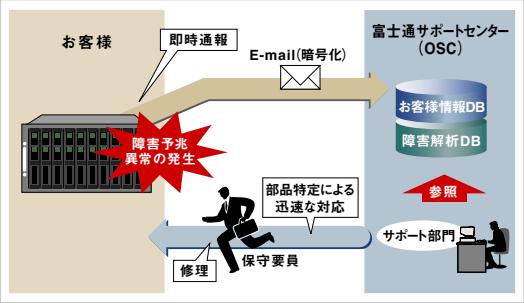 お客様
即時通報
E-mail(暗号化)
富士通サポートセンター
(OSC)
お客様情報DB
障害解析DB
障害予兆
異常の発生
参照
部品特定による
迅速な対応
サポート部門
修理
保守要員